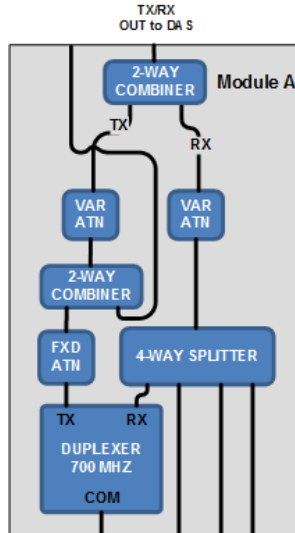 TX/RX
OUT to DAS
2-WAY
COMBINER
Module A
TX
RX
VAR
ATN
VAR
ATN
2-WAY
COMBINER
FXD
ATN
4-WAY SPLITTER
TX
RX
DUPLEXER
700 MHZ
COM